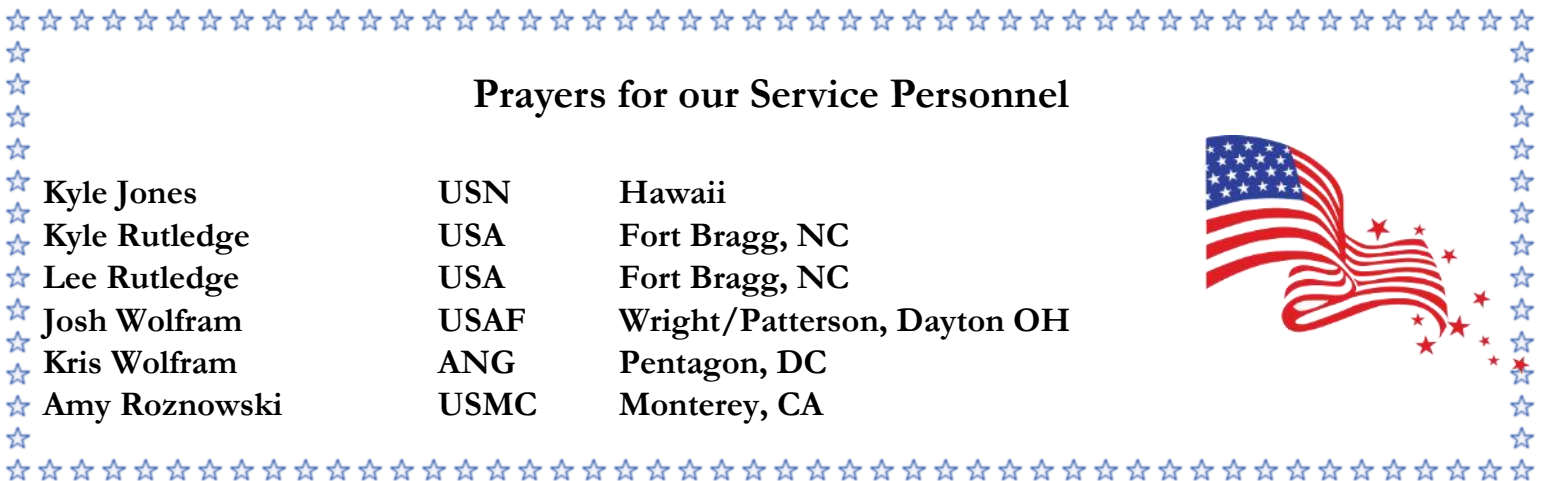 Prayers for our Service Personnel
Kyle Jones USN Hawaii
Kyle Rutledge USA Fort Bragg, NC
Lee Rutledge USA Fort Bragg, NC
Josh Wolfram USAF Wright/Patterson, Dayton OH
Kris Wolfram ANG Pentagon, DC
Amy Roznowski USMC Monterey, CA